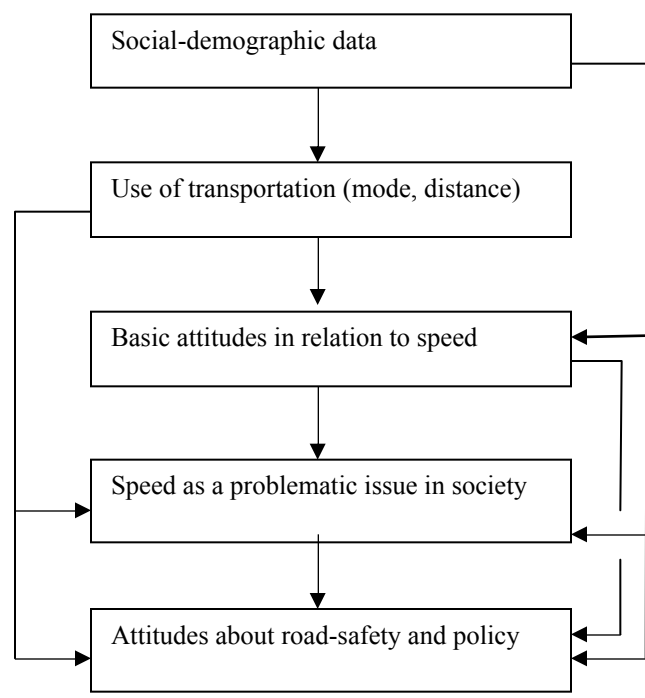 Social-demographic data
Use of transportation (mode, distance)
Basic attitudes in relation to speed
Speed as a problematic issue in society
Attitudes about road-safety and policy